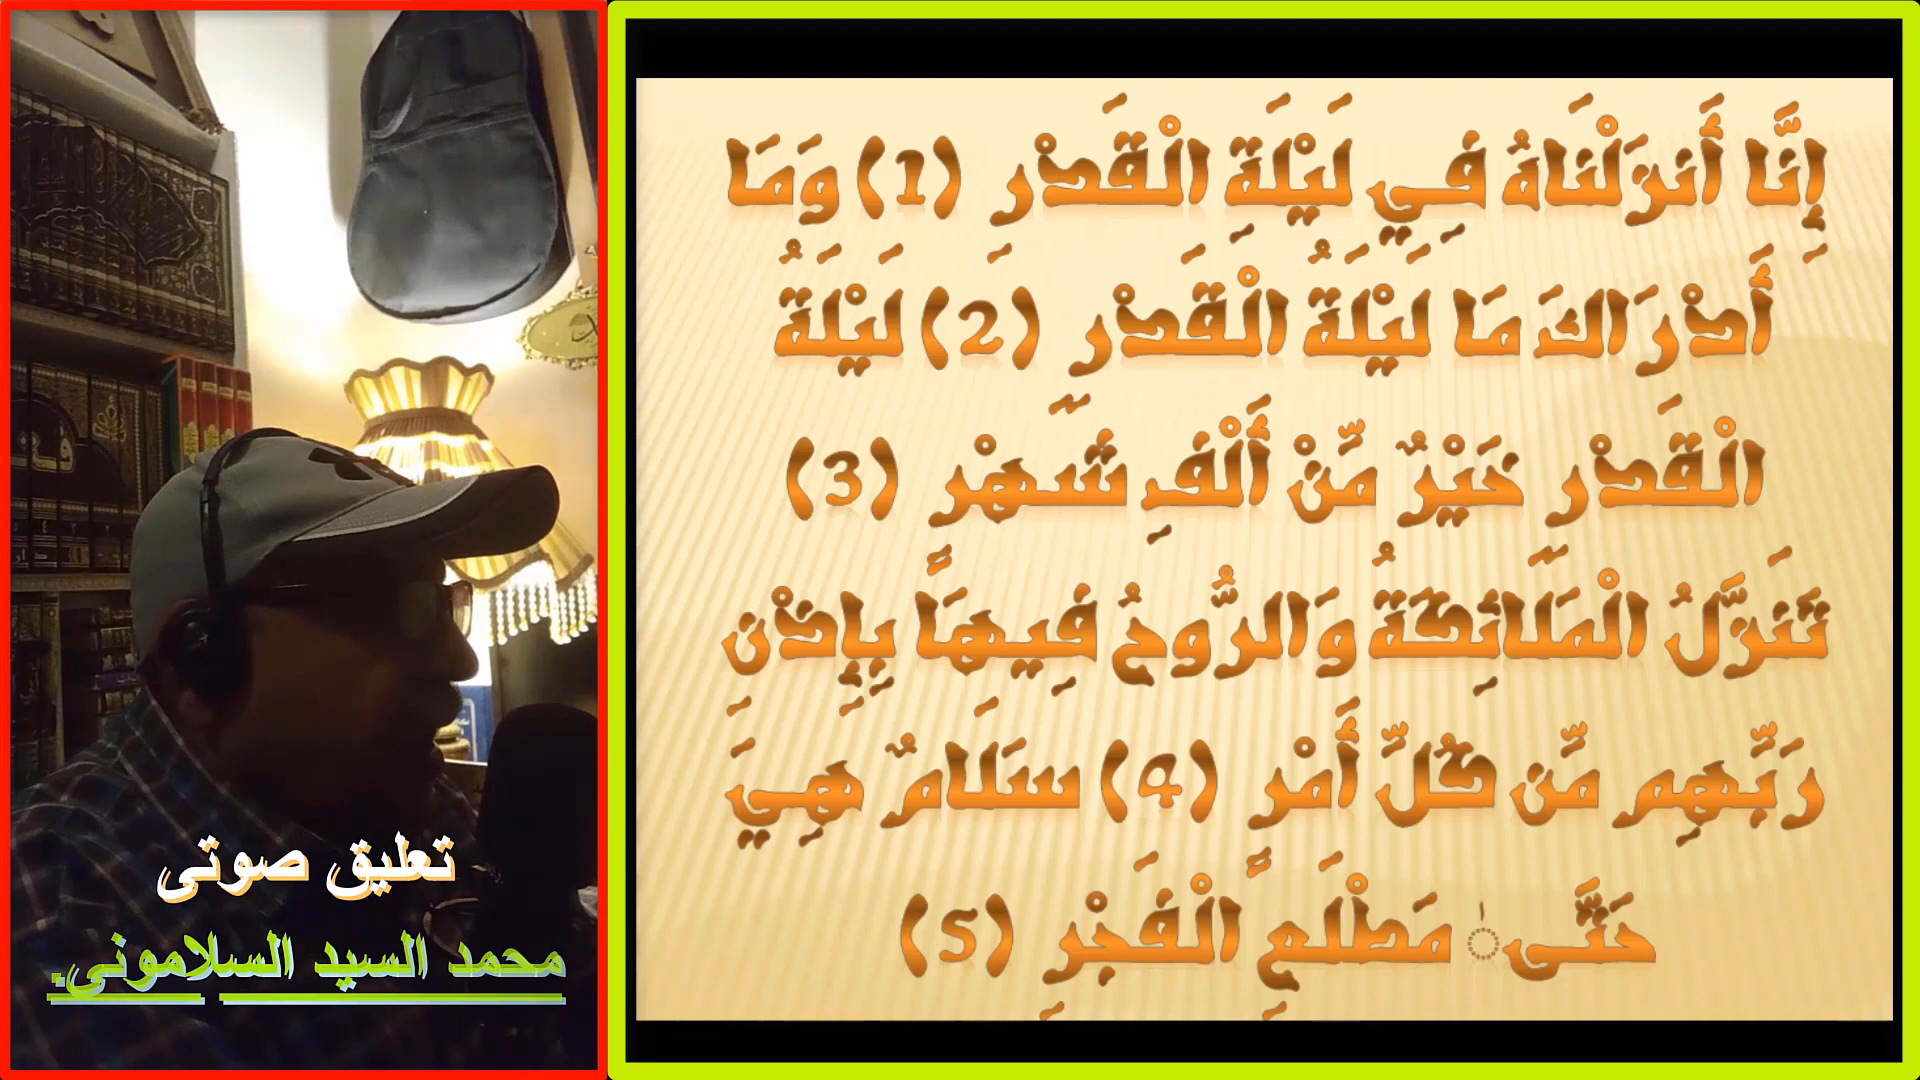 إِنَّا أَنزَلْنَاهُ فِي لَيْلَةِ الْقَدْرِ (1) وَمَا
أَدْرَاكَ مَا لَيْلَةُ الْقَدْرِ (2) لَيْلَةُ
الْقَدْرِ خَيْرٌ مِّنْ أَلْفِ شَهْرٍ (3)
تَنَزَّلُ الْمَلَائِكَةُ وَالرُّوحُ فِيهَا بِإِذْنِ
رَبِّهِم مِّن كُلِّ أَمْرٍ (4) سَلَامٌ هِيَ
حَتَّىٰ مَطْلَعِ الْفَجْرِ (5)
تعليق صوتى
محمد السيد السلامونى.